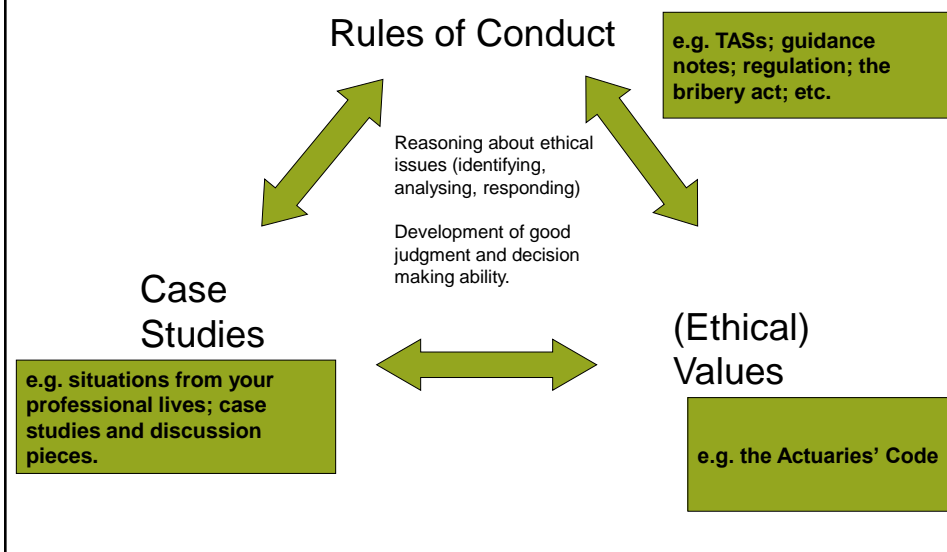 Rules of Conduct
e.g. TASs; guidance
notes; regulation; the
bribery act; etc.
Reasoning about ethical
issues (identifying,
analysing, responding)
Development of good
judgment and decision
making ability.
Case
Studies
e.g. situations from your
professional lives; case
studies and discussion
pieces.
(Ethical)
Values
e.g. the Actuaries’ Code